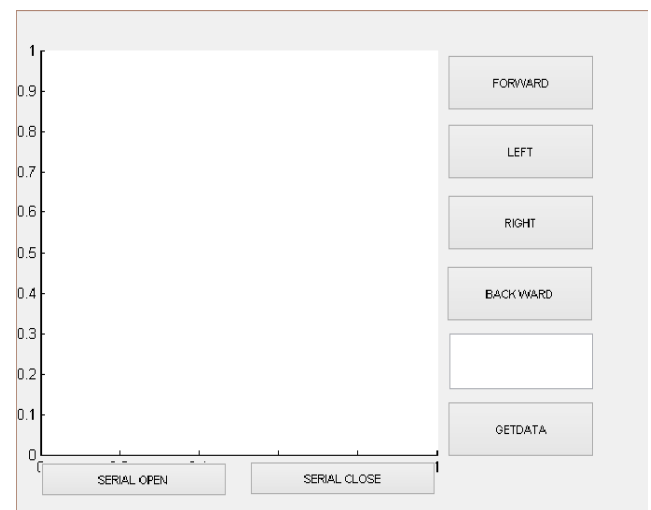 1
0.9
0.8
0.7
0.6
0.5
0.4
0.3
0.2
0.1
0
1
FORWARD
LEFT
RIGHT
BACK WARD
GETDATA
SERIAL OPEN
SERIAL CLOSE